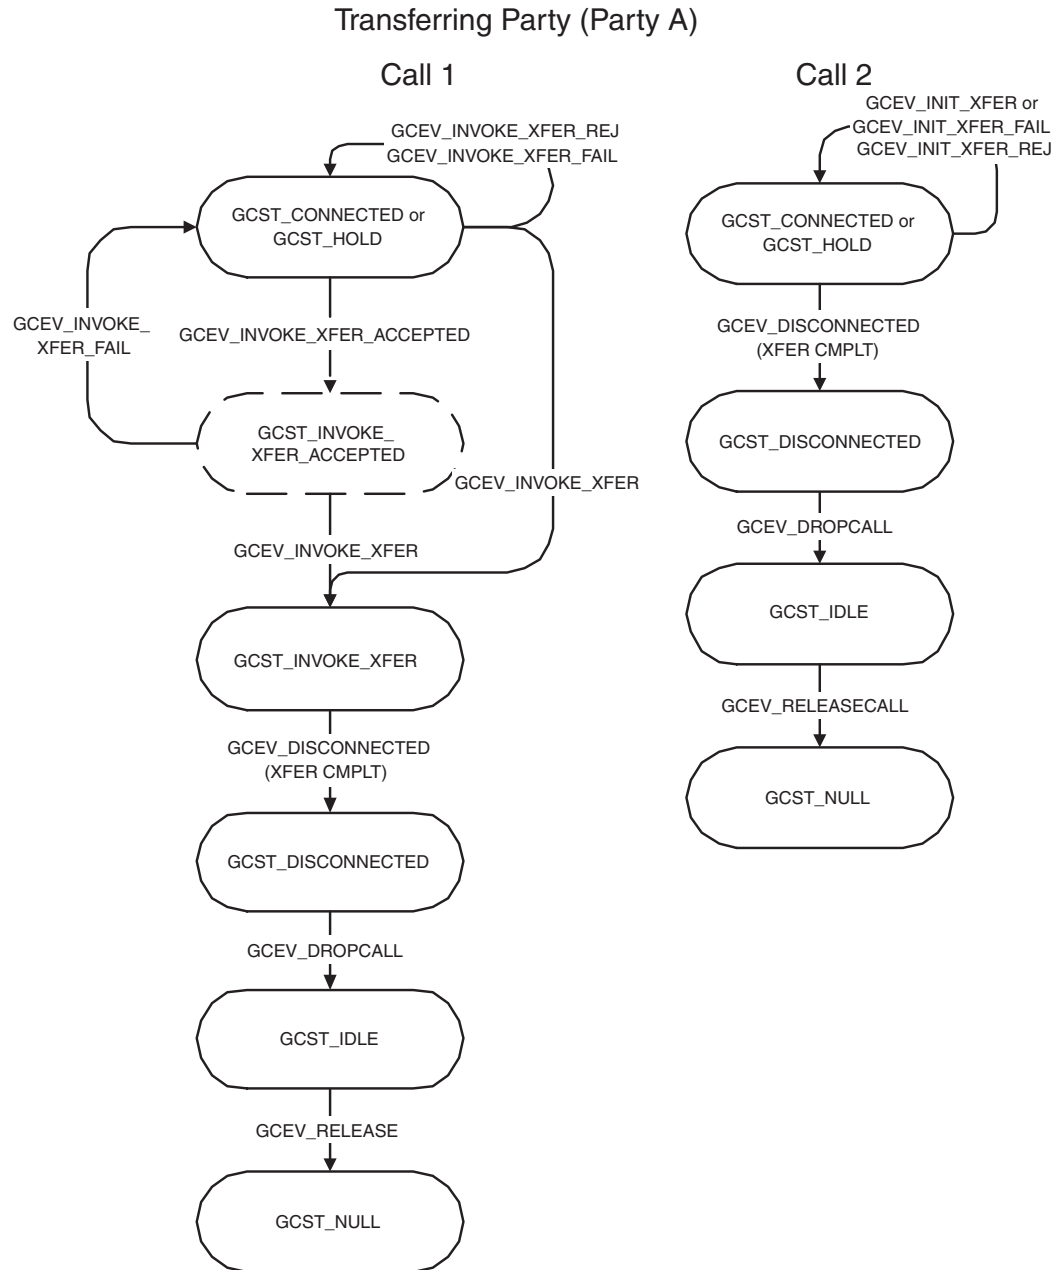 Transferring Party (Party A)
Call 1
GCEV_INVOKE_XFER_REJ
GCEV_INVOKE_XFER_FAIL
GCST_CONNECTED or
GCST_HOLD
GCEV_INVOKE_
XFER_FAIL
GCEV_INVOKE_XFER_ACCEPTED
GCST_INVOKE_
XFER_ACCEPTED
GCEV_INVOKE_XFER
GCEV_INVOKE_XFER
GCST_INVOKE_XFER
GCEV_DISCONNECTED
(XFER CMPLT)
GCST_DISCONNECTED
GCEV_DROPCALL
GCST_IDLE
GCEV_RELEASE
GCST_NULL
Call 2
GCEV_INIT_XFER or
GCEV_INIT_XFER_FAIL
GCEV_INIT_XFER_REJ
GCST_CONNECTED or
GCST_HOLD
GCEV_DISCONNECTED
(XFER CMPLT)
GCST_DISCONNECTED
GCEV_DROPCALL
GCST_IDLE
GCEV_RELEASECALL
GCST_NULL